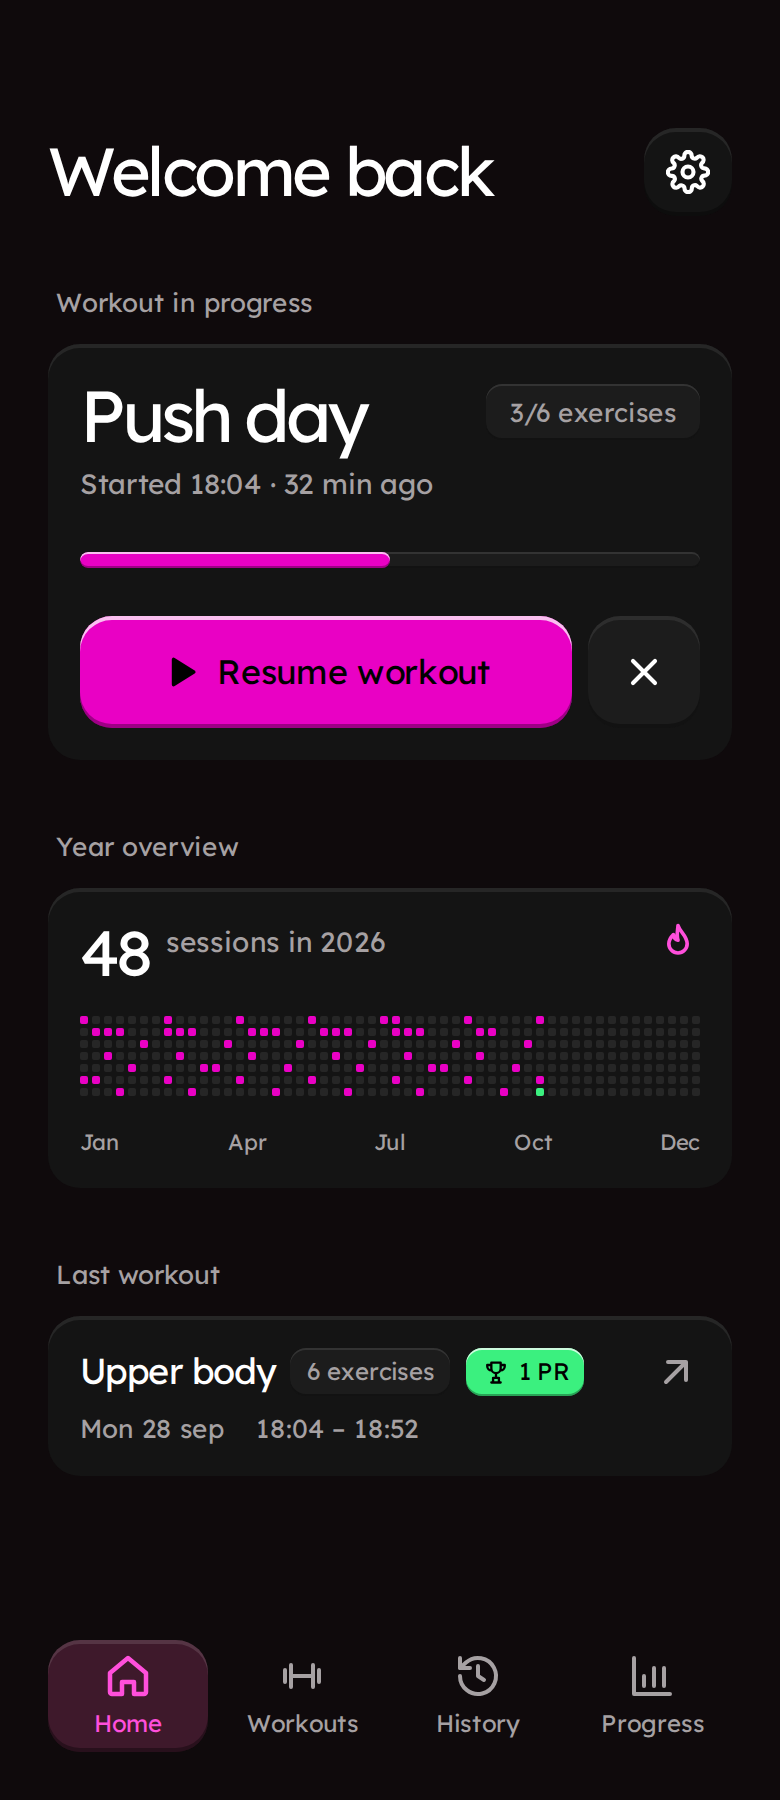 Welcome back
Workout in progress
Push day
3/6 exercises
Started 18:04 · 32 min ago
Resume workout
Year overview
48 sessions in 2026
Jan Apr Jul Oct Dec
Last workout
Upper body 6 exercises 1 PR
Mon 28 sep 18:04 – 18:52
Home Workouts History Progress